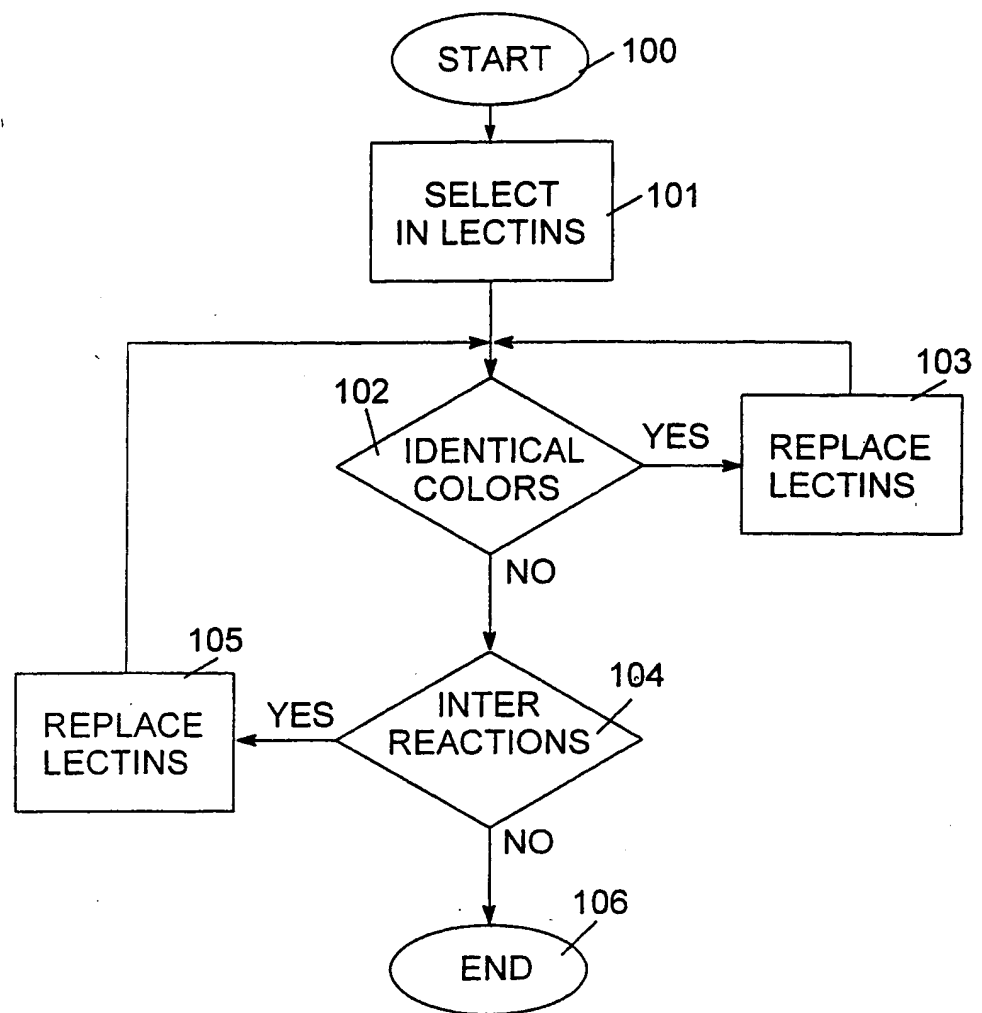 START
100
SELECT
IN LECTINS
101
102
IDENTICAL
COLORS
YES
103
REPLACE
LECTINS
NO
105
REPLACE
LECTINS
YES
INTER
REACTIONS
104
NO
106
END